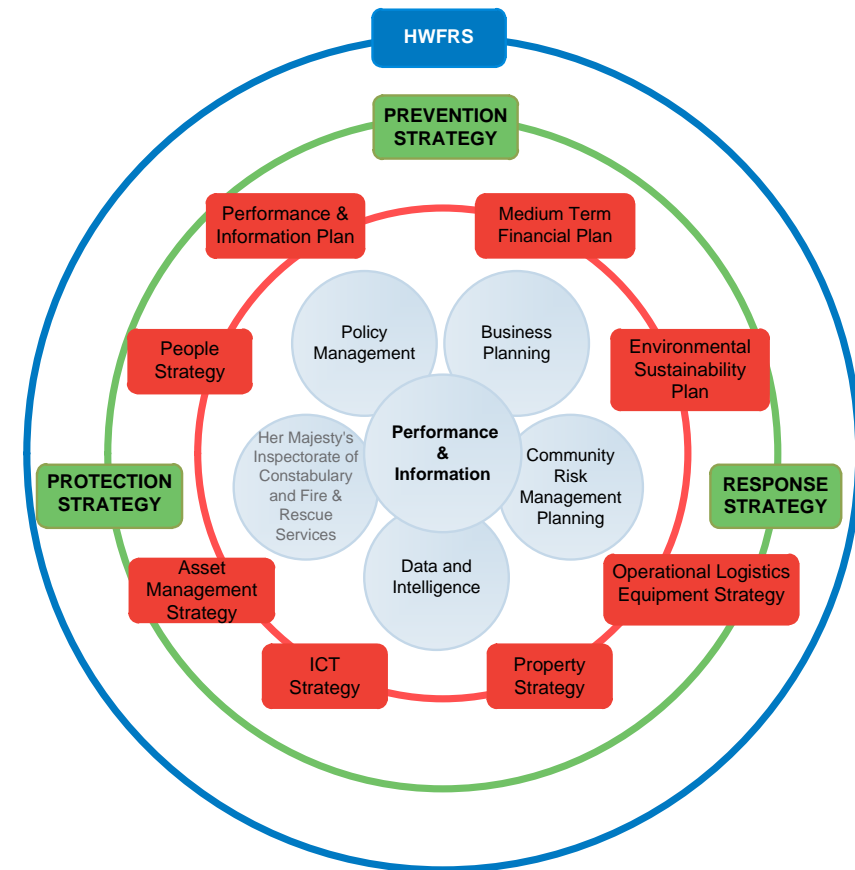 HWFRS
PREVENTION
STRATEGY
Performance &
Information Plan
Medium Term
Financial Plan
Policy
Management
Business
Planning
People
Strategy
Environmental
Sustainability
Plan
Her Majesty's
Inspectorate of
Constabulary
and Fire &
Rescue
Services
Performance
&
Information
Community
Risk
Management
Planning
PROTECTION
STRATEGY
RESPONSE
STRATEGY
Asset
Management
Strategy
Data and
Intelligence
Operational Logistics
Equipment Strategy
ICT
Strategy
Property
Strategy